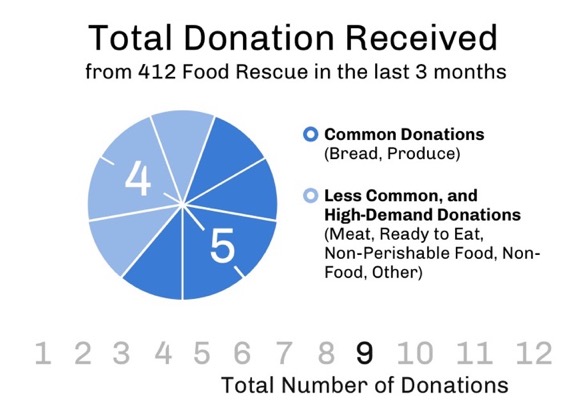 Total Donation Received
from 412 Food Rescue in the last 3 months
4
5
Common Donations
(Bread, Produce)
Less Common, and
High-Demand Donations
(Meat, Ready to Eat,
Non-Perishable Food, Non-
Food, Other)
1 2 3 4 5 6 7 8 9 10 11 12
Total Number of Donations